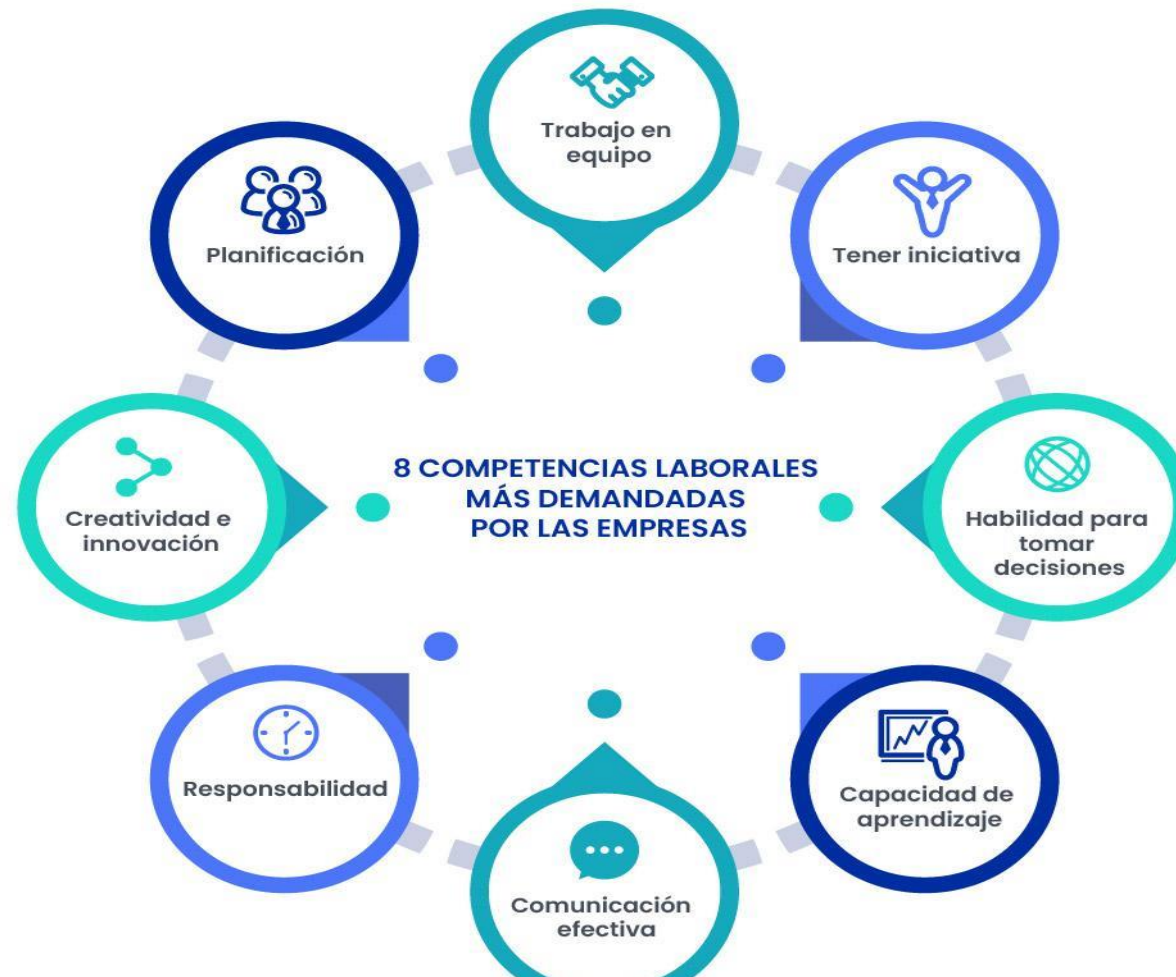 Trabajo en
equipo
Tener iniciativa
Habilidad para
tomar
decisiones
Capacidad de
aprendizaje
Comunicación
efectiva
Responsabilidad
Creatividad e
innovación
Planificación
8 COMPETENCIAS LABORALES
MÁS DEMANDADAS
POR LAS EMPRESAS